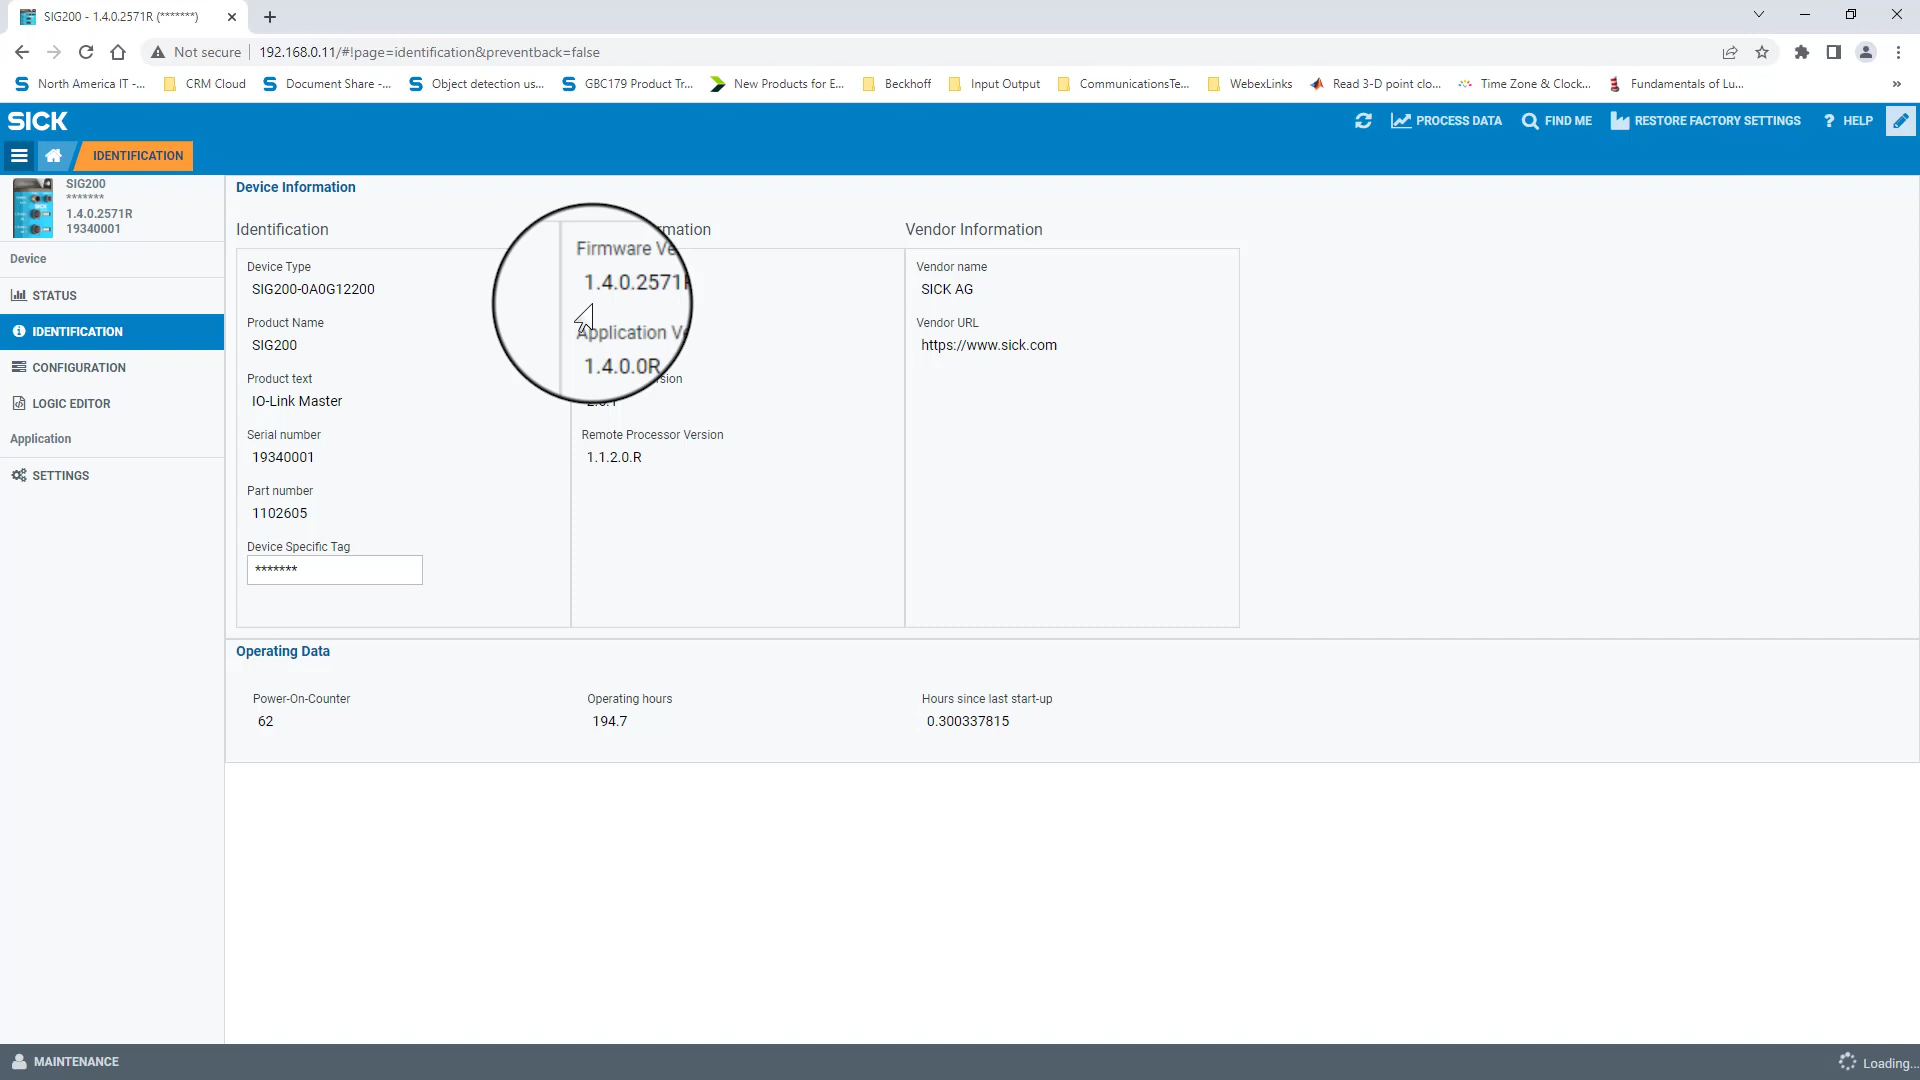 SIG200 - 1.4.0.2571R (*******)
Not secure 192.168.0.11/#!page=identification&preventback=false
North America IT -... CRM Cloud Document Share -... Object detection us... GBC179 Product Tr... New Products for E... Beckhoff Input Output CommunicationsTe... WebexLinks Read 3-D point clo... Time Zone & Clock... Fundamentals of Lu... »
SICK
PROCESS DATA FIND ME RESTORE FACTORY SETTINGS ? HELP
IDENTIFICATION
SIG200
*******
1.4.0.2571R
19340001
Device
STATUS
IDENTIFICATION
CONFIGURATION
LOGIC EDITOR
Application
SETTINGS
Device Information
Identification
Device Type
SIG200-0A0G12200
Product Name
SIG200
Product text
IO-Link Master
Serial number
19340001
Part number
1102605
Device Specific Tag
*******
Firmware Ve
1.4.0.2571R
Application Ve
1.4.0.0R
Remote Processor Version
1.1.2.0.R
Vendor Information
Vendor name
SICK AG
Vendor URL
https://www.sick.com
Operating Data
Power-On-Counter
62
Operating hours
194.7
Hours since last start-up
0.300337815
MAINTENANCE
Loading...